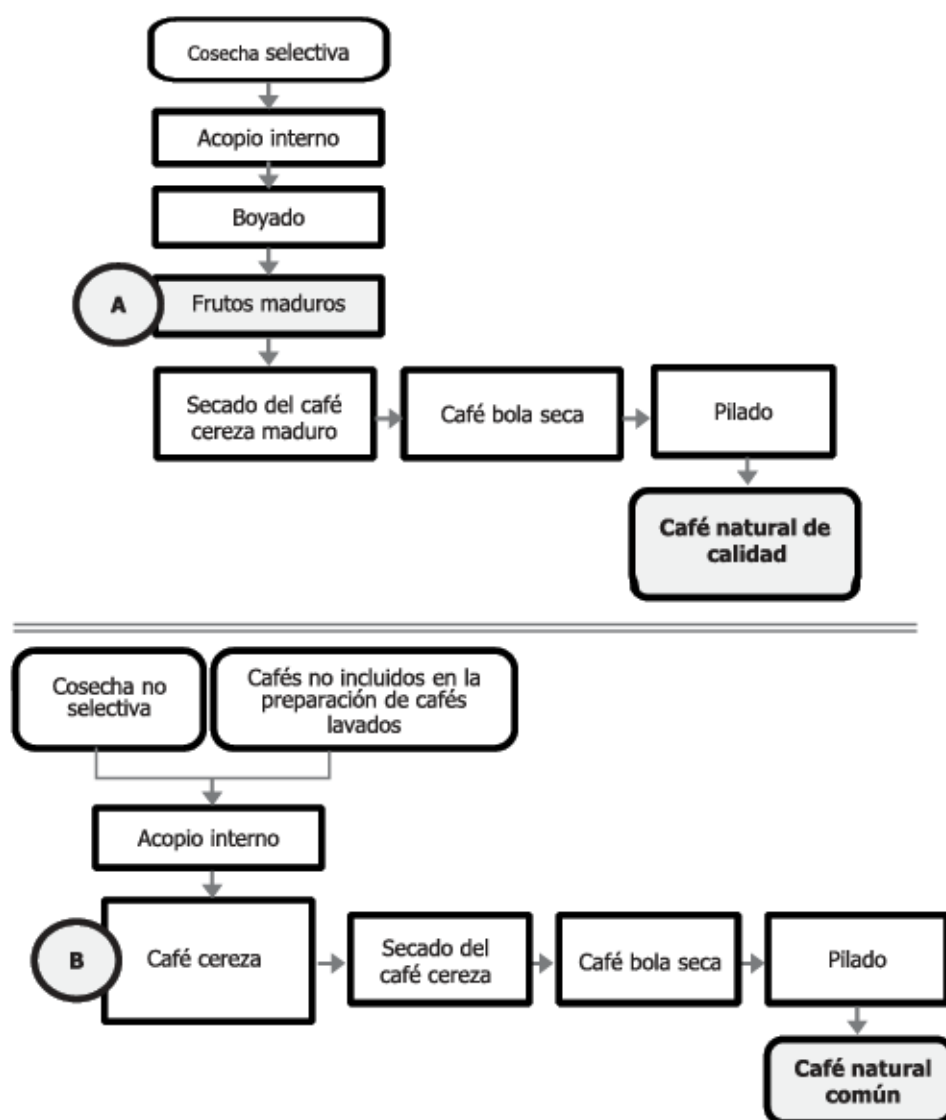 Cosecha selectiva
Acopio interno
Boyado
A
Frutos maduros
Secado del café
cereza maduro
Café bola seca
Pilado
Café natural de
calidad
Cosecha no
selectiva
Cafés no incluidos en la
preparación de cafés
lavados
Acopio interno
B
Café cereza
Secado del
café cereza
Café bola seca
Pilado
Café natural
común